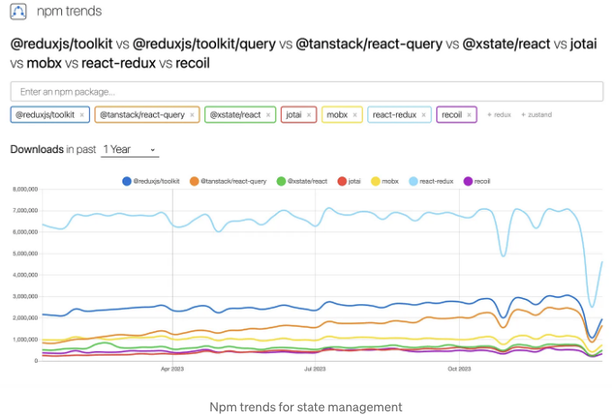 npm trends
@reduxjs/toolkit vs @reduxjs/toolkit/query vs @tanstack/react-query vs @xstate/react vs jotai
vs mobx vs react-redux vs recoil
Enter an npm package...
@reduxjs/toolkit × @tanstack/react-query × @xstate/react × jotai × mobx × react-redux × recoil × + redux + zustand
Downloads in past 1 Year
@reduxjs/toolkit @tanstack/react-query @xstate/react jotai mobx react-redux recoil
8,000,000
7,000,000
6,000,000
5,000,000
4,000,000
3,000,000
2,000,000
1,000,000
0
Apr 2023 Jul 2023 Oct 2023
Npm trends for state management